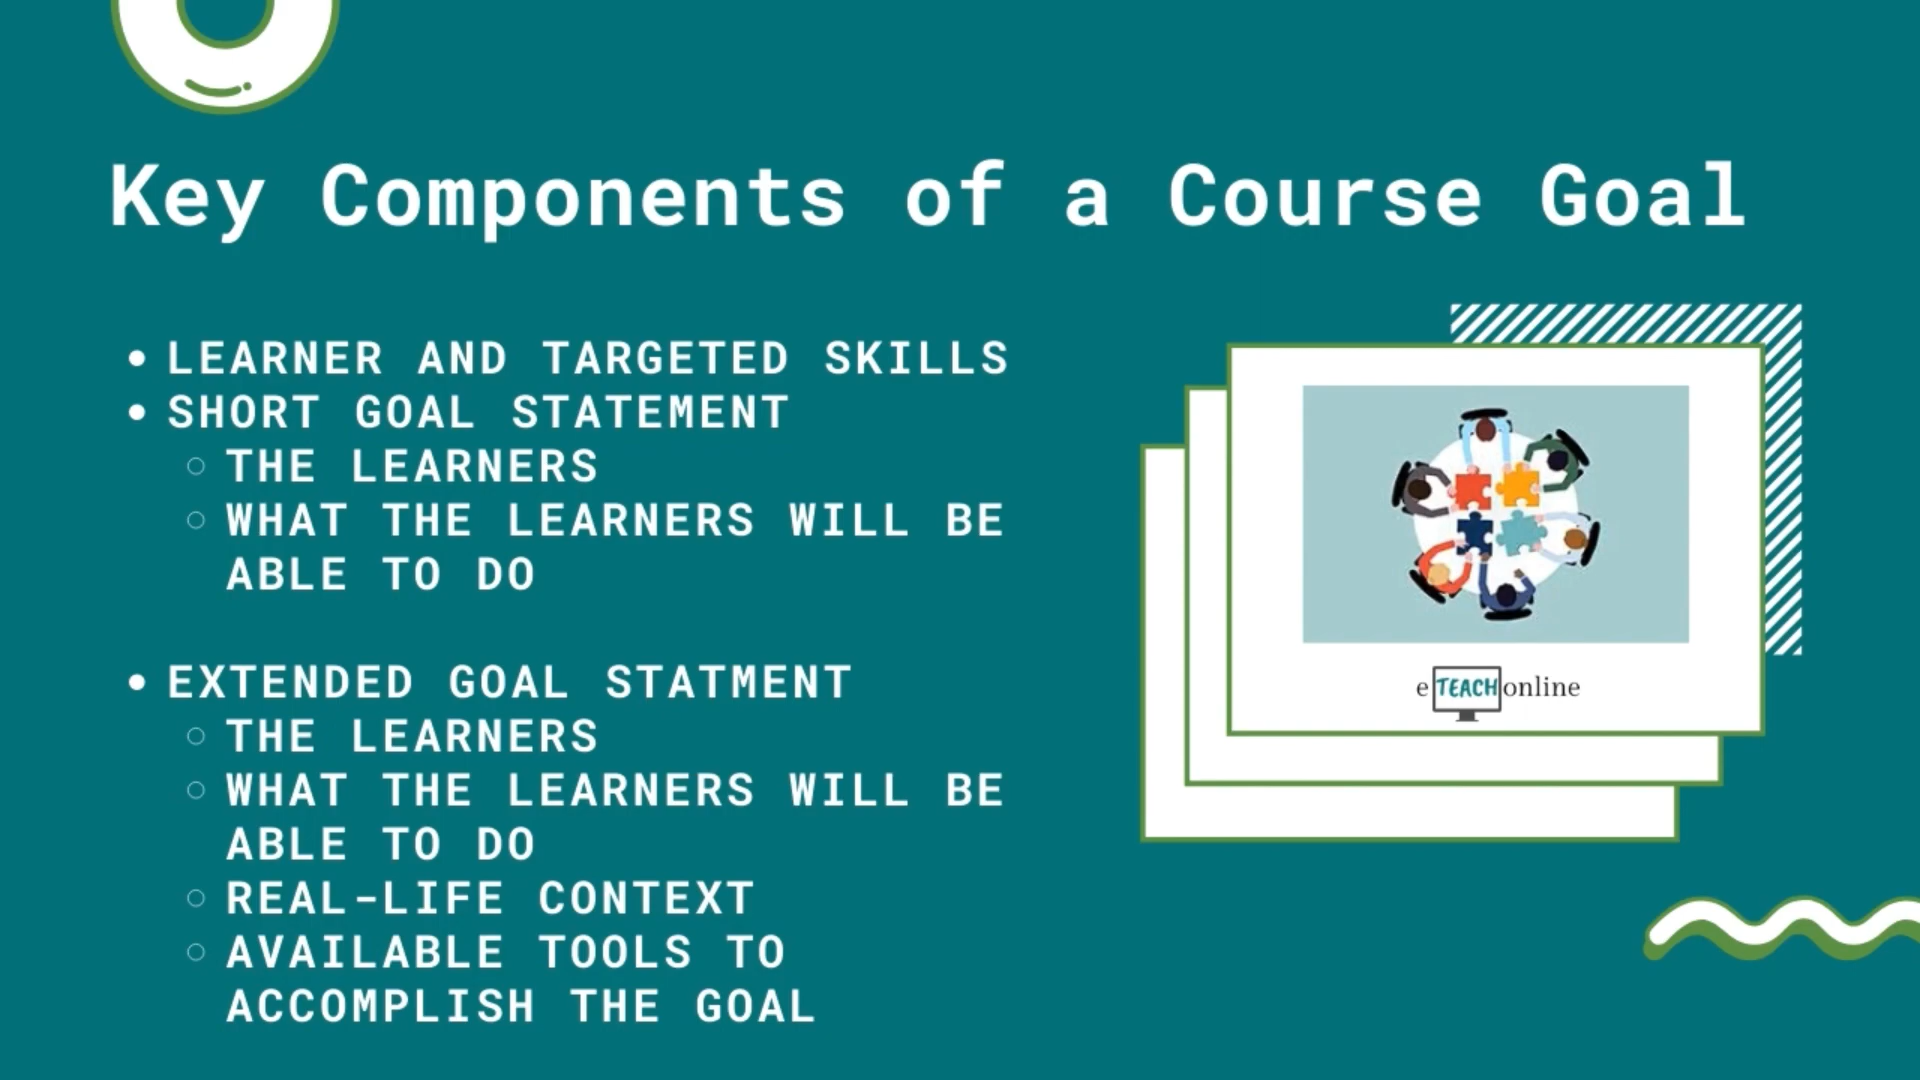 Key Components of a Course Goal
• LEARNER AND TARGETED SKILLS
• SHORT GOAL STATEMENT
○ THE LEARNERS
○ WHAT THE LEARNERS WILL BE
ABLE TO DO
• EXTENDED GOAL STATMENT
○ THE LEARNERS
○ WHAT THE LEARNERS WILL BE
ABLE TO DO
○ REAL-LIFE CONTEXT
○ AVAILABLE TOOLS TO
ACCOMPLISH THE GOAL
e TEACH online